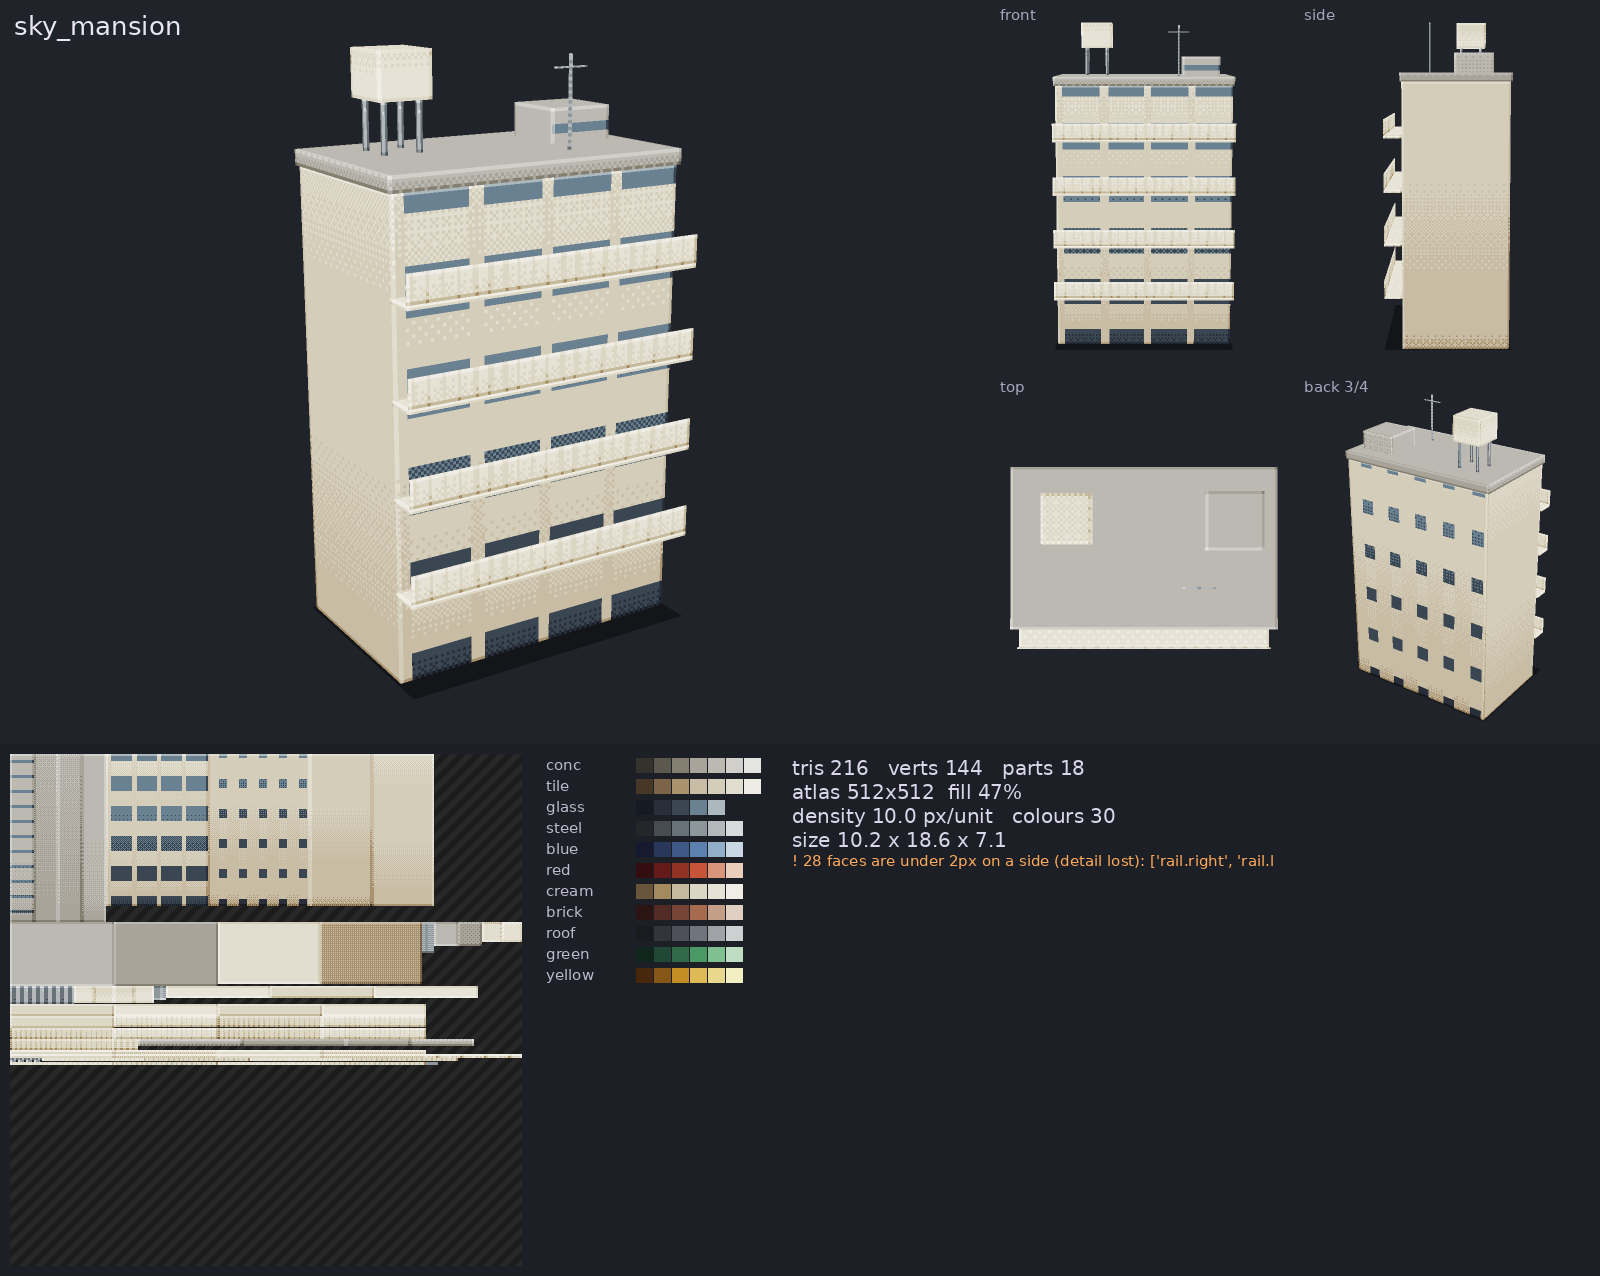 sky_mansion
front
side
top
back 3/4
conc
tile
glass
steel
blue
red
cream
brick
roof
green
yellow
tris 216 verts 144 parts 18
atlas 512x512 fill 47%
density 10.0 px/unit colours 30
size 10.2 x 18.6 x 7.1
! 28 faces are under 2px on a side (detail lost): ['rail.right', 'rail.l